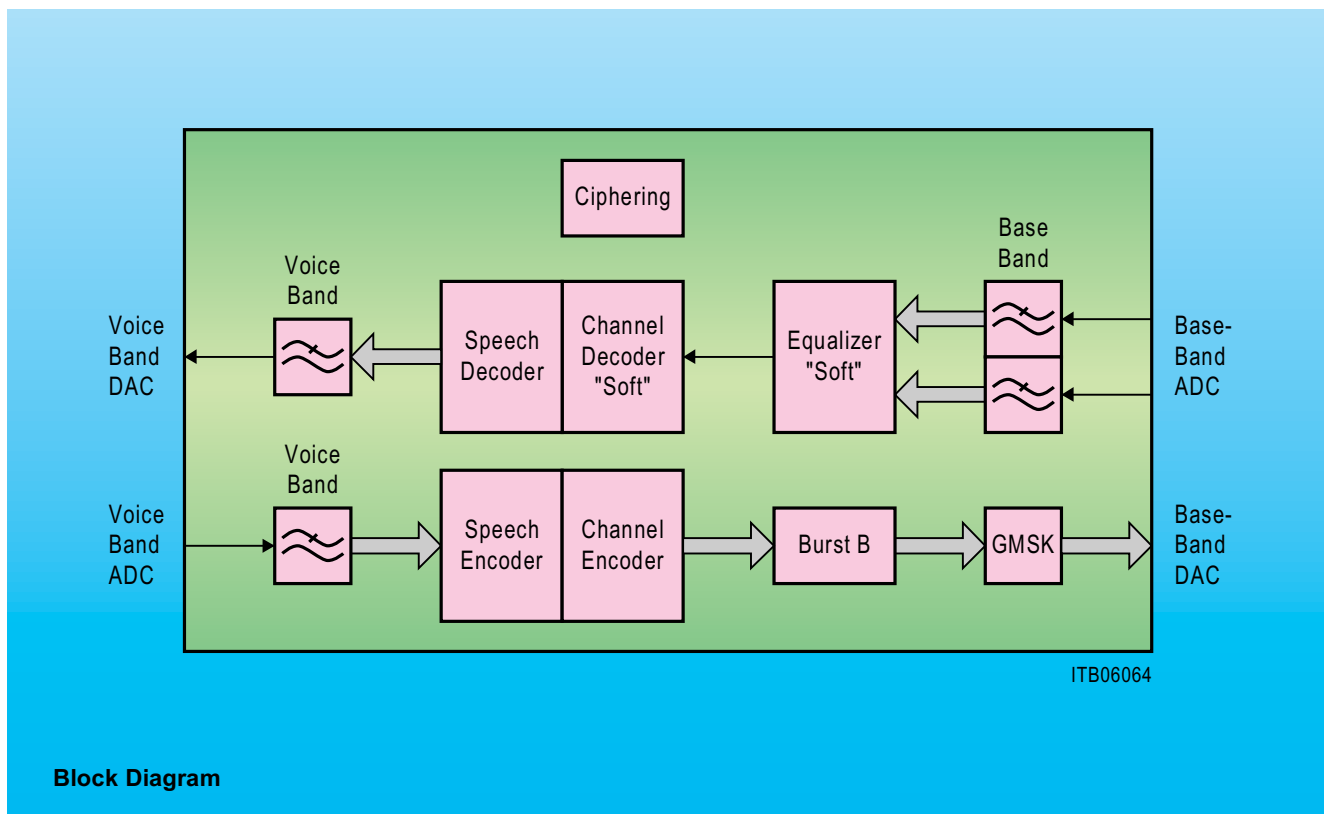 Ciphering
Base
Band
Voice
Band
Voice
Band
DAC
Speech
Decoder
Channel
Decoder
"Soft"
Equalizer
"Soft"
Base-
Band
ADC
Voice
Band
Voice
Band
ADC
Speech
Encoder
Channel
Encoder
Burst B
GMSK
Base-
Band
DAC
ITB06064
Block Diagram